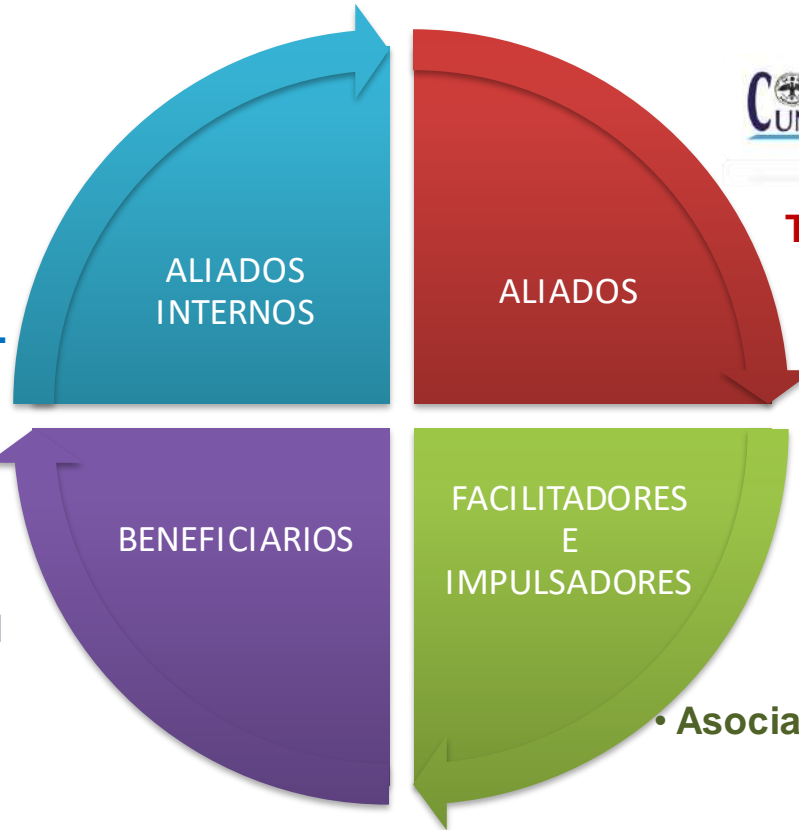 ALIADOS
INTERNOS
ALIADOS
BENEFICIARIOS
FACILITADORES
E
IMPULSADORES
• Asocia